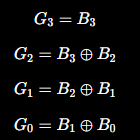 G₃ = B₃
G₂ = B₃ ⊕ B₂
G₁ = B₂ ⊕ B₁
G₀ = B₁ ⊕ B₀